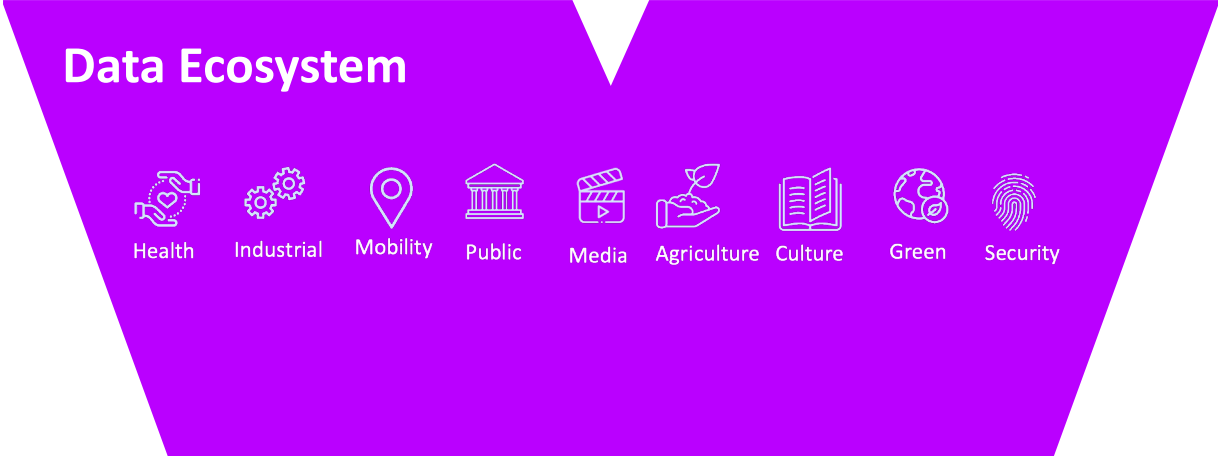 Data Ecosystem
Health
Industrial
Mobility
Public
Media
Agriculture
Culture
Green
Security